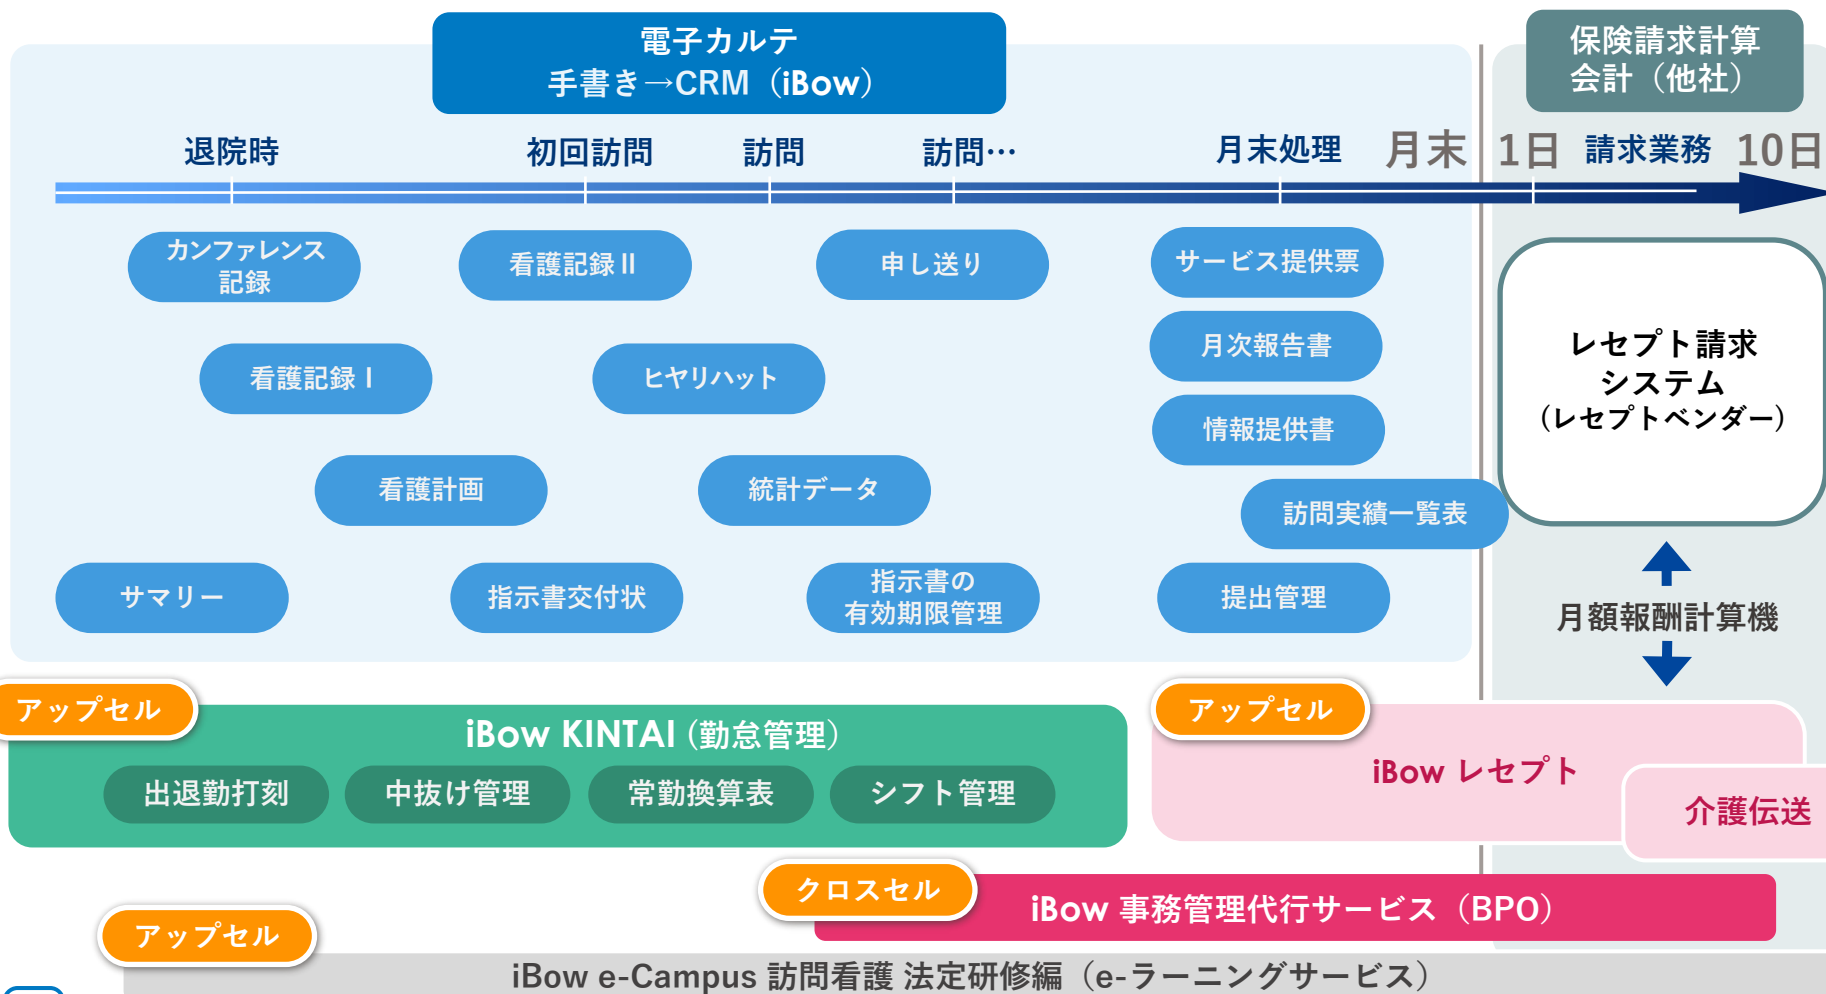 電子カルテ
手書き→CRM（iBow）
保険請求計算
会計（他社）
退院時
初回訪問
訪問
訪問…
月末処理
月末
1日
請求業務
10日
カンファレンス
記録
看護記録Ⅱ
申し送り
サービス提供票
月次報告書
看護記録Ⅰ
ヒヤリハット
情報提供書
看護計画
統計データ
訪問実績一覧表
サマリー
指示書交付状
指示書の
有効期限管理
提出管理
レセプト請求
システム
(レセプトベンダー)
月額報酬計算機
アップセル
iBow KINTAI (勤怠管理)
出退勤打刻
中抜け管理
常勤換算表
シフト管理
アップセル
iBow レセプト
介護伝送
クロスセル
iBow 事務管理代行サービス（BPO）
アップセル
iBow e-Campus 訪問看護 法定研修編（e-ラーニングサービス）